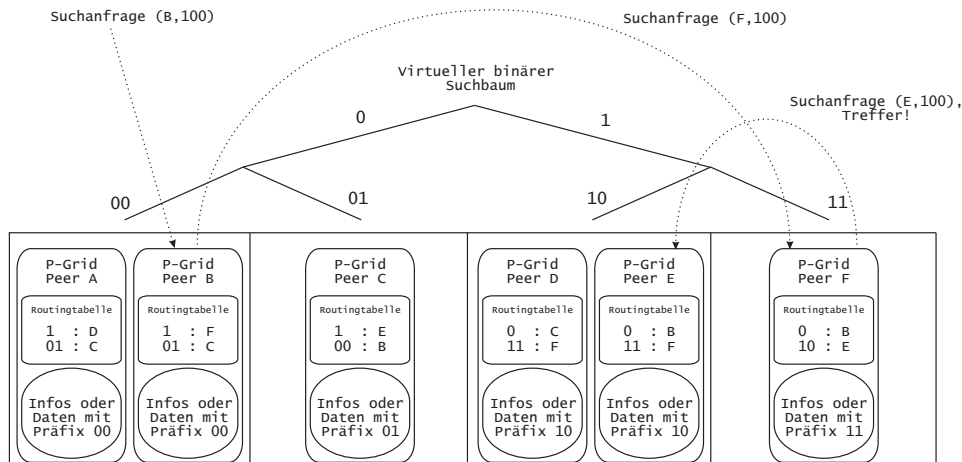 Suchanfrage (B,100)
Suchanfrage (F,100)
Virtueller binärer
Suchbaum
Suchanfrage (E,100),
Treffer!
0
1
00
01
10
11
P-Grid
Peer A
Routingtabelle
1 : D
01 : C
Infos oder
Daten mit
Präfix 00
P-Grid
Peer B
Routingtabelle
1 : F
01 : C
Infos oder
Daten mit
Präfix 00
P-Grid
Peer C
Routingtabelle
1 : E
00 : B
Infos oder
Daten mit
Präfix 01
P-Grid
Peer D
Routingtabelle
0 : C
11 : F
Infos oder
Daten mit
Präfix 10
P-Grid
Peer E
Routingtabelle
0 : B
11 : F
Infos oder
Daten mit
Präfix 10
P-Grid
Peer F
Routingtabelle
0 : B
10 : E
Infos oder
Daten mit
Präfix 11